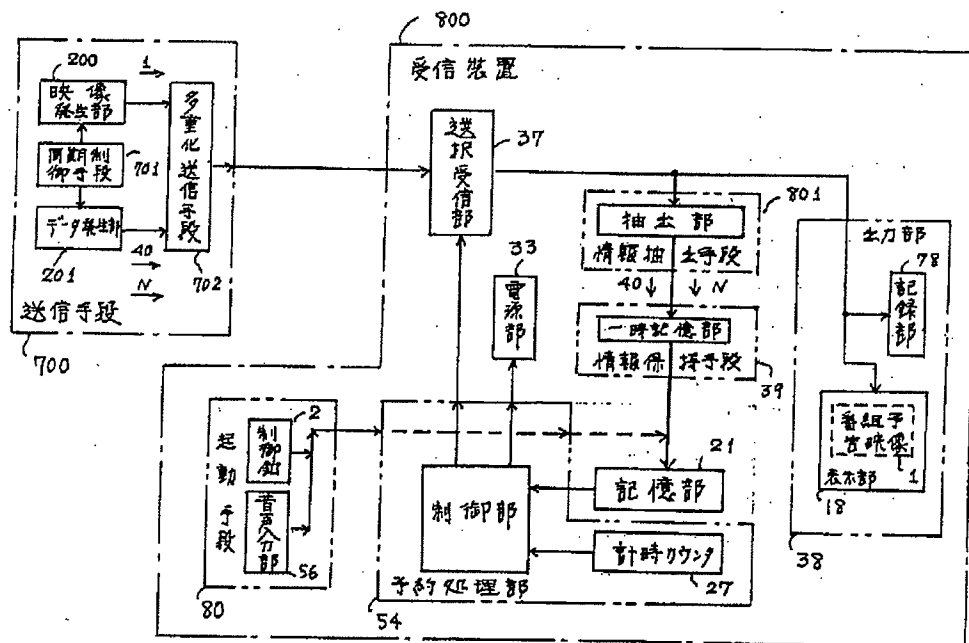 800
受信装置
200
1
映像
発生部
同期制
御手段
701
データ発生部
201
40
N
多重化送信手段
702
送信手段
700
選択受信部
37
33
電源部
801
抽出部
情報抽出手段
40
N
一時記憶部
情報保持手段
39
出力部
78
記録部
番組予
告映像
1
表示部
18
38
起動手段
2
制御釦
音声入力部
56
80
制御部
21
記憶部
計時カウンタ
27
予約処理部
54